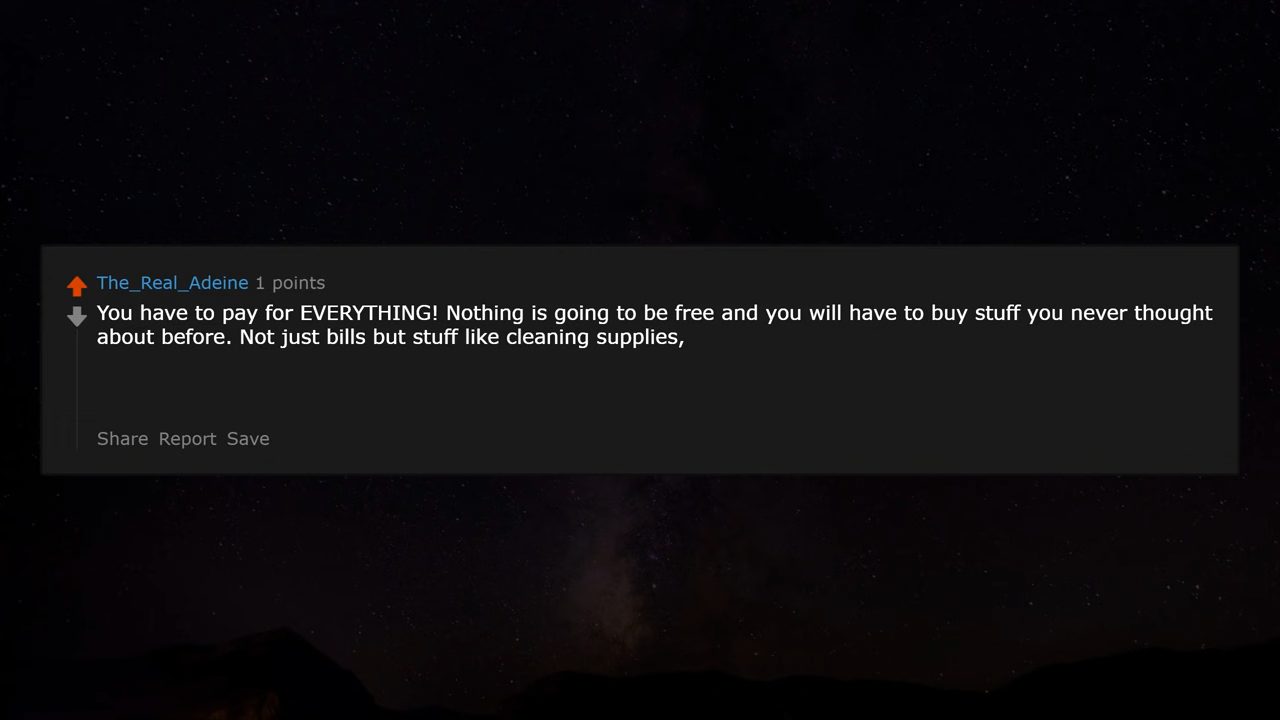 The_Real_Adeine 1 points
You have to pay for EVERYTHING! Nothing is going to be free and you will have to buy stuff you never thought
about before. Not just bills but stuff like cleaning supplies,
Share Report Save